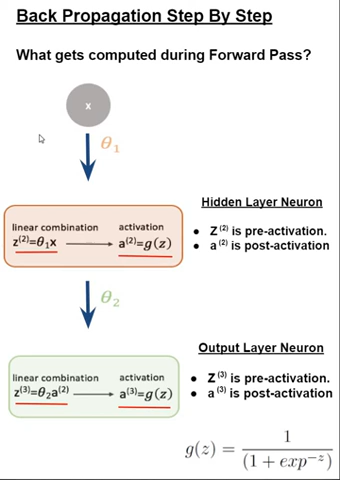 Back Propagation Step By Step
What gets computed during Forward Pass?
x
θ₁
Hidden Layer Neuron
linear combination activation
z⁽²⁾=θ₁x a⁽²⁾=g(z)
● Z⁽²⁾ is pre-activation.
● a⁽²⁾ is post-activation
θ₂
Output Layer Neuron
linear combination activation
z⁽³⁾=θ₂a⁽²⁾ a⁽³⁾=g(z)
● Z⁽³⁾ is pre-activation.
● a⁽³⁾ is post-activation
g(z) = 1 / (1 + exp⁻ᶻ)